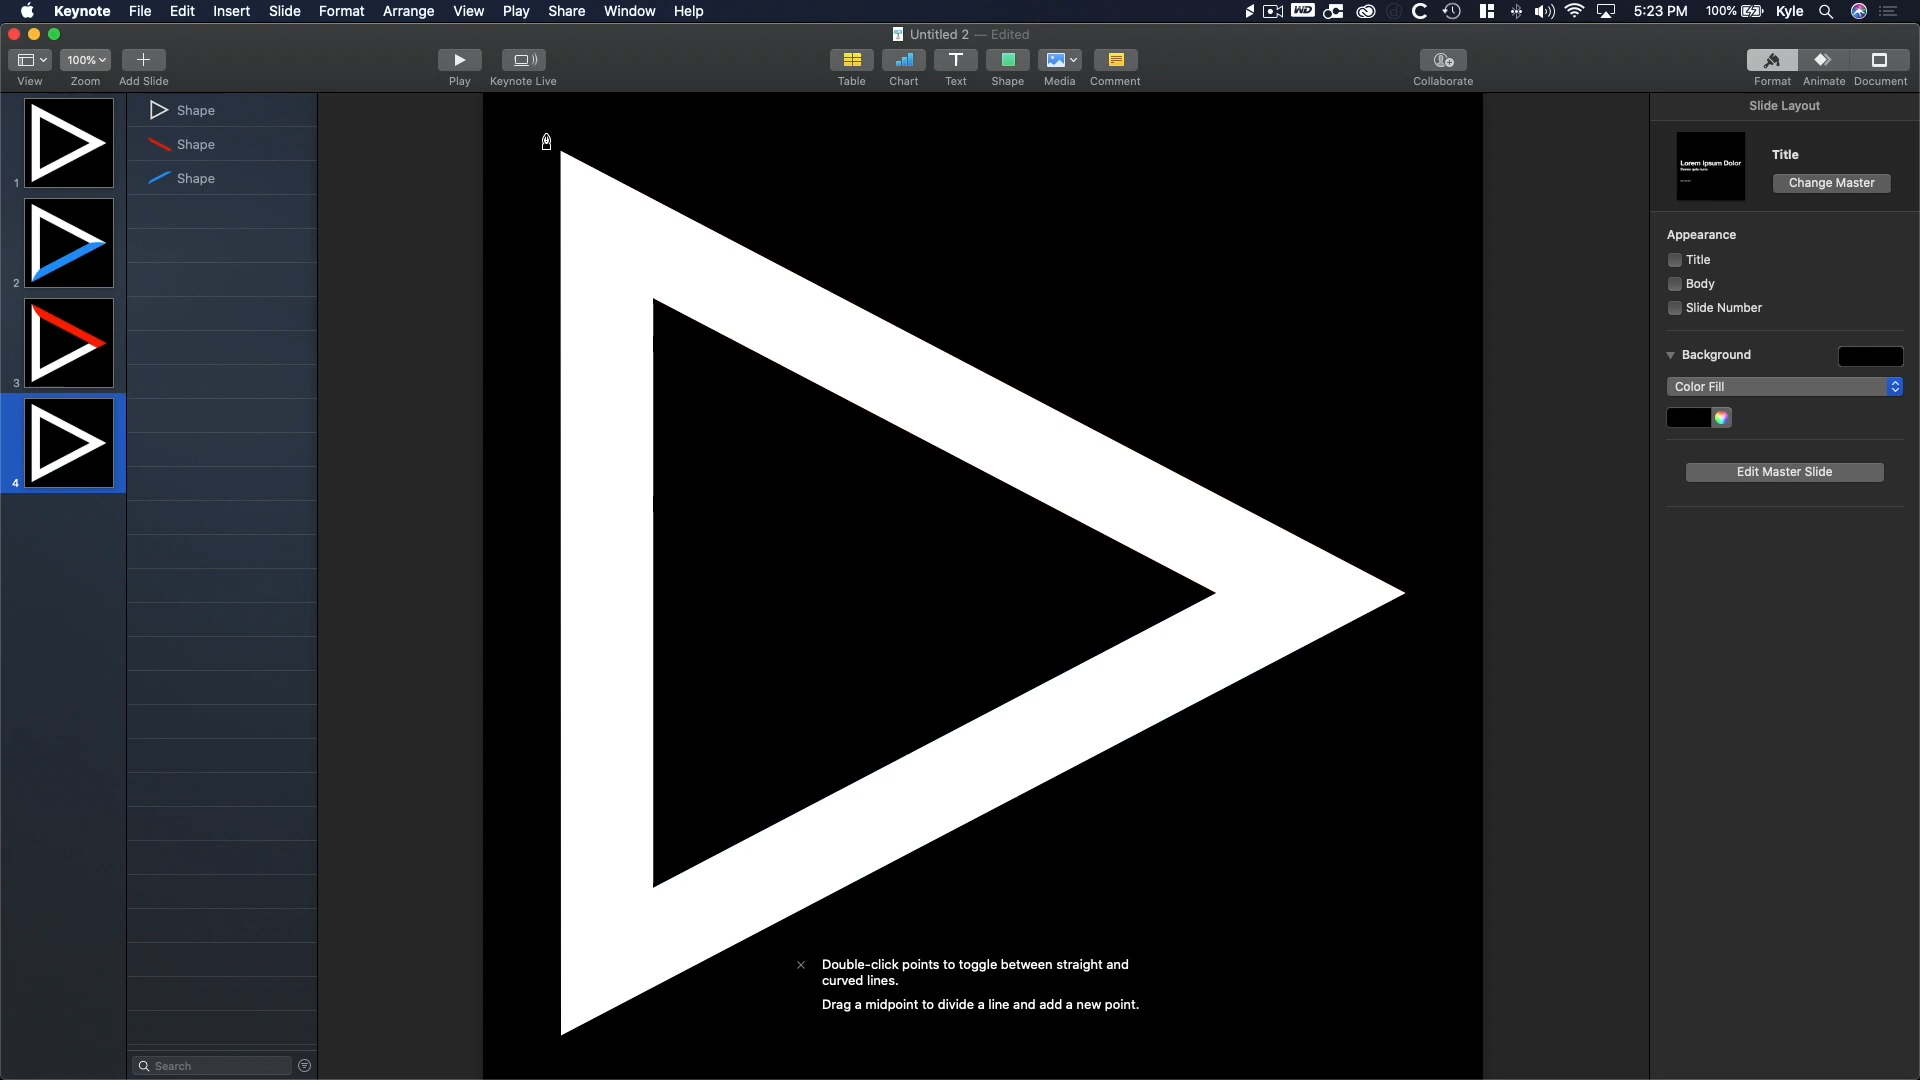 Keynote File Edit Insert Slide Format Arrange View Play Share Window Help
WD
5:23 PM 100% Kyle
Untitled 2 — Edited
100%
View Zoom Add Slide Play Keynote Live Table Chart Text Shape Media Comment Collaborate Format Animate Document
Shape
Shape
Shape
1
2
3
4
Search
Double-click points to toggle between straight and
curved lines.
Drag a midpoint to divide a line and add a new point.
Slide Layout
Lorem Ipsum Dolor
Title
Change Master
Appearance
Title
Body
Slide Number
Background
Color Fill
Edit Master Slide